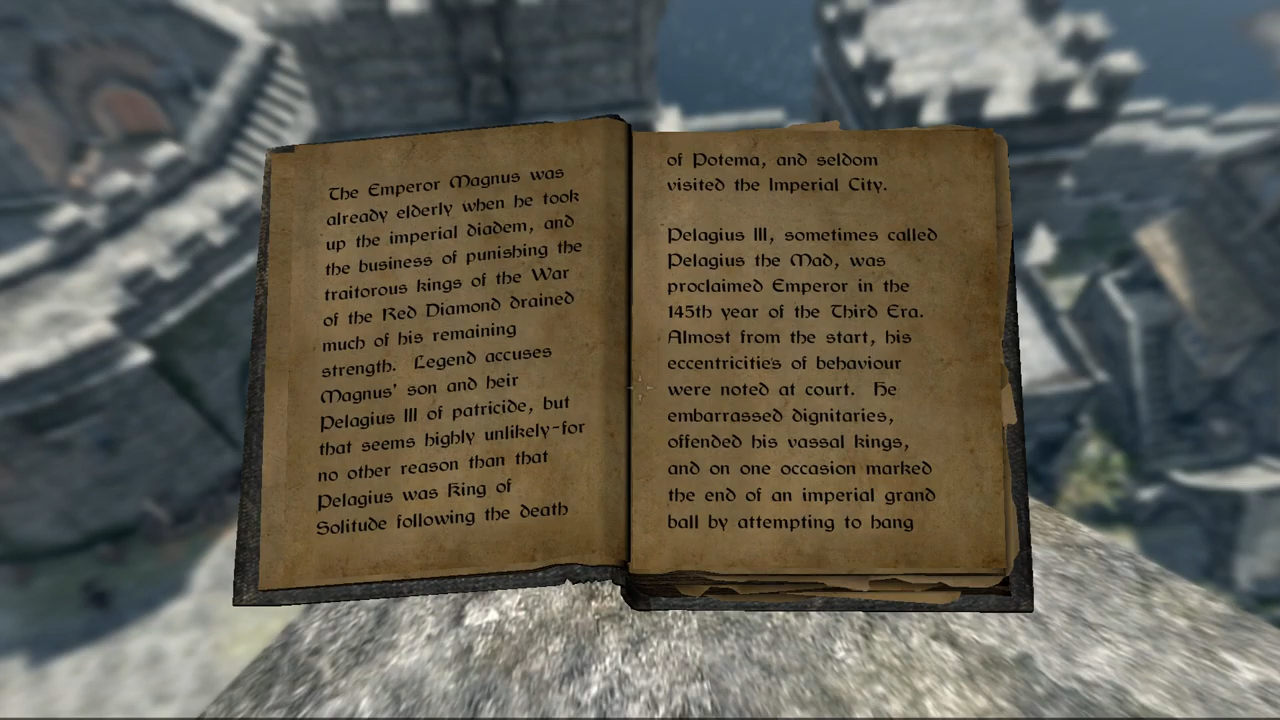 The Emperor Magnus was
already elderly when he took
up the imperial diadem, and
the business of punishing the
traitorous kings of the War
of the Red Diamond drained
much of his remaining
strength.  Legend accuses
Magnus' son and heir
Pelagius III of patricide, but
that seems highly unlikely-for
no other reason than that
Pelagius was King of
Solitude following the death
of Potema, and seldom
visited the Imperial City.
Pelagius III, sometimes called
Pelagius the Mad, was
proclaimed Emperor in the
145th year of the Third Era.
Almost from the start, his
eccentricities of behaviour
were noted at court.  He
embarrassed dignitaries,
offended his vassal kings,
and on one occasion marked
the end of an imperial grand
ball by attempting to hang